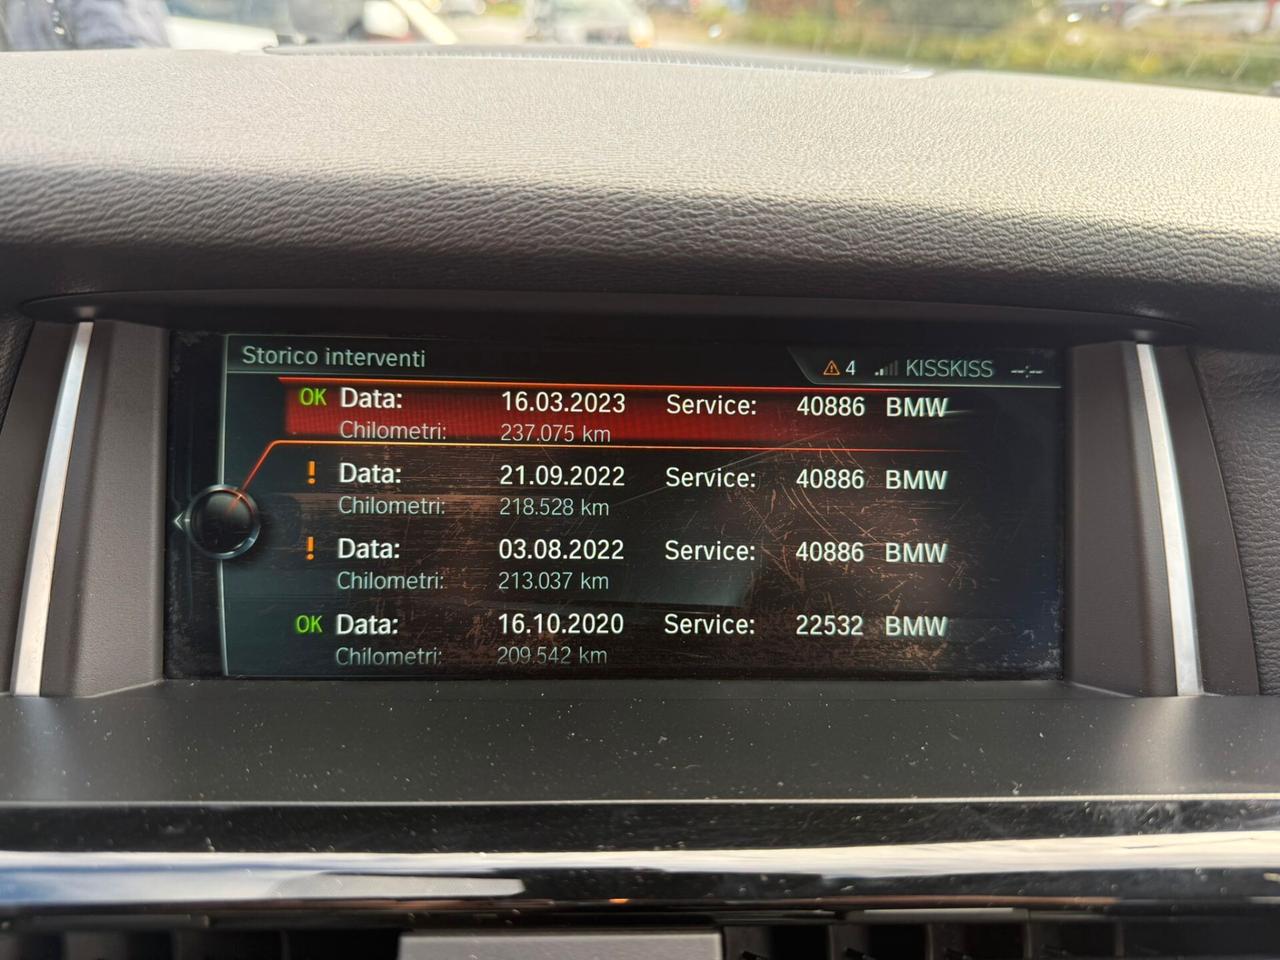 Storico interventi 4 KISSKISS --:--
OK Data: 16.03.2023 Service: 40886 BMW
Chilometri: 237.075 km
! Data: 21.09.2022 Service: 40886 BMW
Chilometri: 218.528 km
! Data: 03.08.2022 Service: 40886 BMW
Chilometri: 213.037 km
OK Data: 16.10.2020 Service: 22532 BMW
Chilometri: 209.542 km